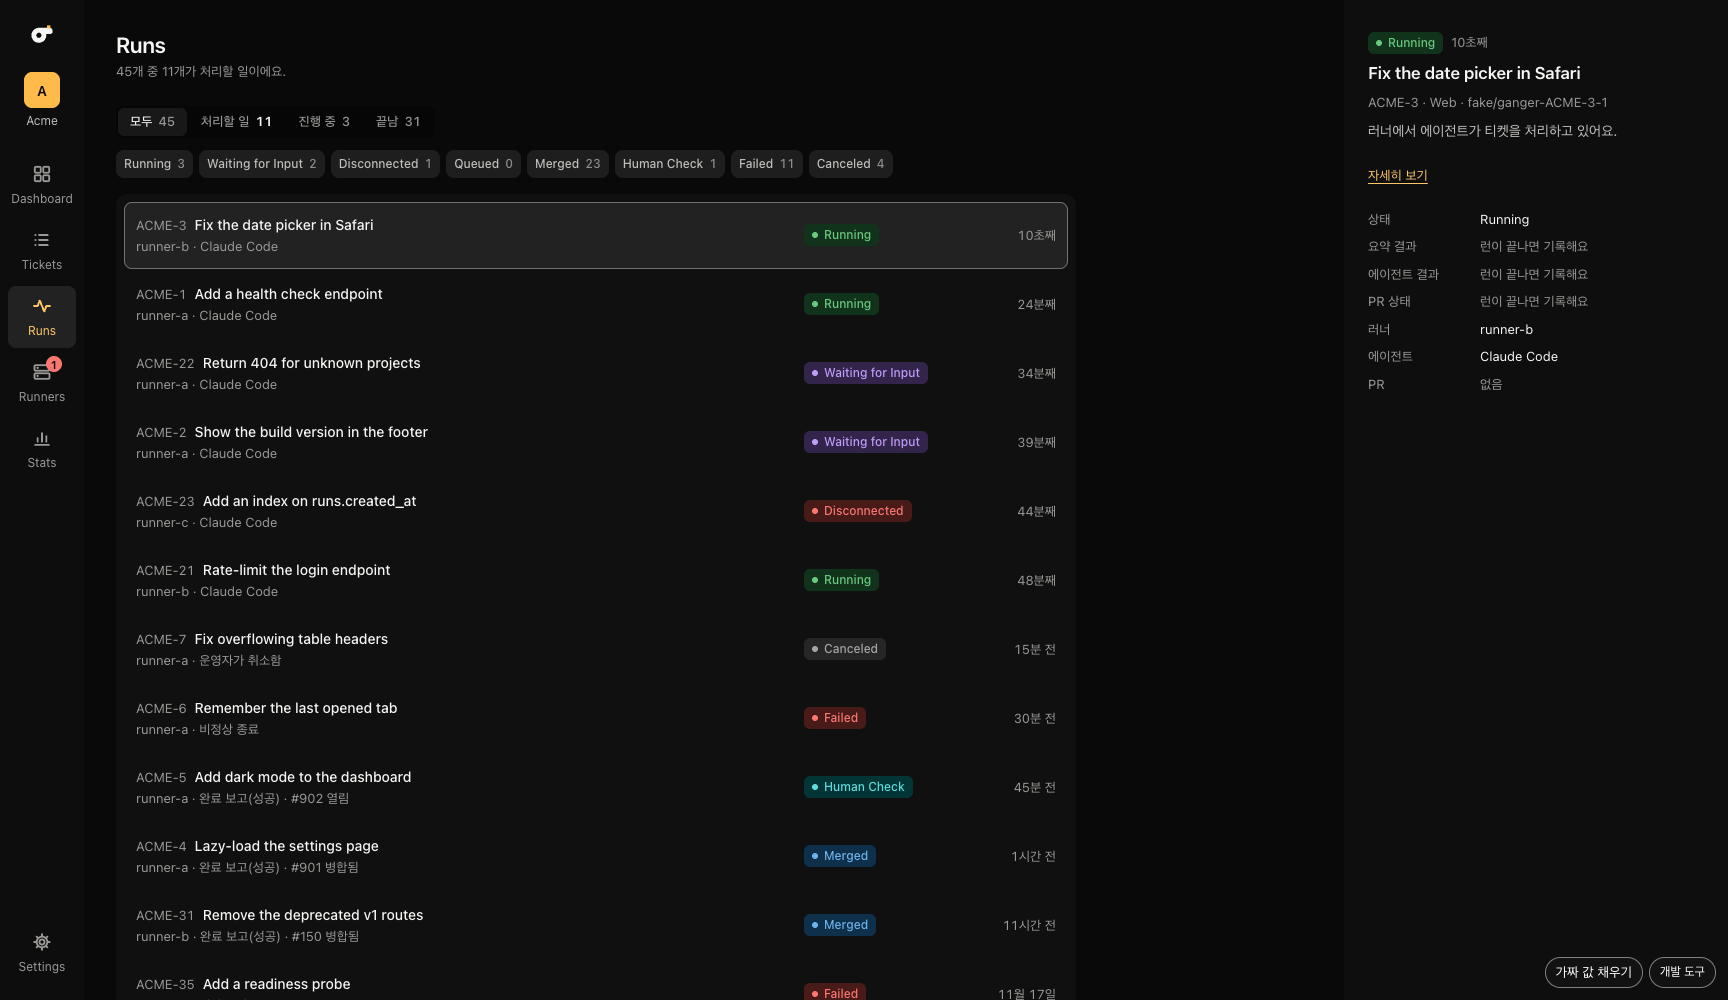 A
Acme
Dashboard
Tickets
Runs
1
Runners
Stats
Settings
Runs
45개 중 11개가 처리할 일이에요.
모두 45 처리할 일 11 진행 중 3 끝남 31
Running 3 Waiting for Input 2 Disconnected 1 Queued 0 Merged 23 Human Check 1 Failed 11 Canceled 4
ACME-3 Fix the date picker in Safari
runner-b · Claude Code
Running
10초째
ACME-1 Add a health check endpoint
runner-a · Claude Code
Running
24분째
ACME-22 Return 404 for unknown projects
runner-a · Claude Code
Waiting for Input
34분째
ACME-2 Show the build version in the footer
runner-a · Claude Code
Waiting for Input
39분째
ACME-23 Add an index on runs.created_at
runner-c · Claude Code
Disconnected
44분째
ACME-21 Rate-limit the login endpoint
runner-b · Claude Code
Running
48분째
ACME-7 Fix overflowing table headers
runner-a · 운영자가 취소함
Canceled
15분 전
ACME-6 Remember the last opened tab
runner-a · 비정상 종료
Failed
30분 전
ACME-5 Add dark mode to the dashboard
runner-a · 완료 보고(성공) · #902 열림
Human Check
45분 전
ACME-4 Lazy-load the settings page
runner-a · 완료 보고(성공) · #901 병합됨
Merged
1시간 전
ACME-31 Remove the deprecated v1 routes
runner-b · 완료 보고(성공) · #150 병합됨
Merged
11시간 전
ACME-35 Add a readiness probe
Failed
11월 17일
Running 10초째
Fix the date picker in Safari
ACME-3 · Web · fake/ganger-ACME-3-1
러너에서 에이전트가 티켓을 처리하고 있어요.
자세히 보기
상태 Running
요약 결과 런이 끝나면 기록해요
에이전트 결과 런이 끝나면 기록해요
PR 상태 런이 끝나면 기록해요
러너 runner-b
에이전트 Claude Code
PR 없음
가짜 값 채우기 개발 도구